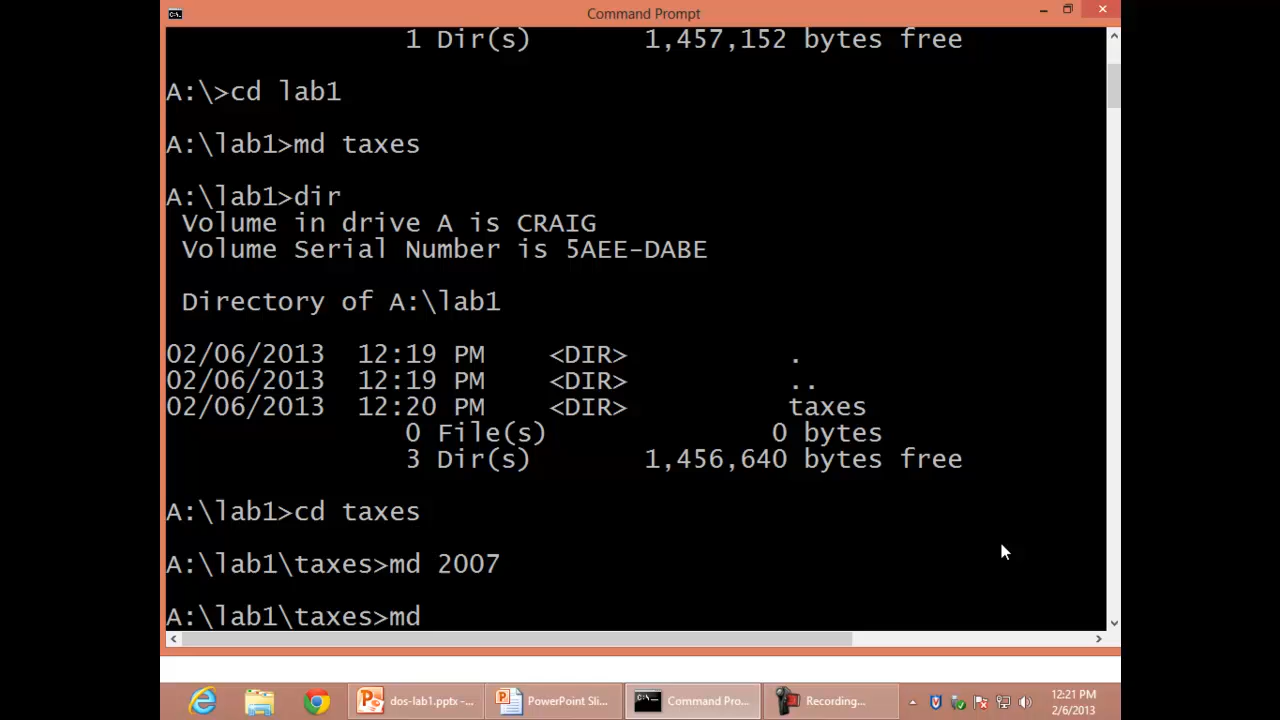 Command Prompt
1 Dir(s) 1,457,152 bytes free
A:\>cd lab1
A:\lab1>md taxes
A:\lab1>dir
Volume in drive A is CRAIG
Volume Serial Number is 5AEE-DABE
Directory of A:\lab1
02/06/2013 12:19 PM <DIR> .
02/06/2013 12:19 PM <DIR> ..
02/06/2013 12:20 PM <DIR> taxes
0 File(s) 0 bytes
3 Dir(s) 1,456,640 bytes free
A:\lab1>cd taxes
A:\lab1\taxes>md 2007
A:\lab1\taxes>md
dos-lab1.pptx -... PowerPoint Sli... Command Pro... Recording... 12:21 PM
2/6/2013